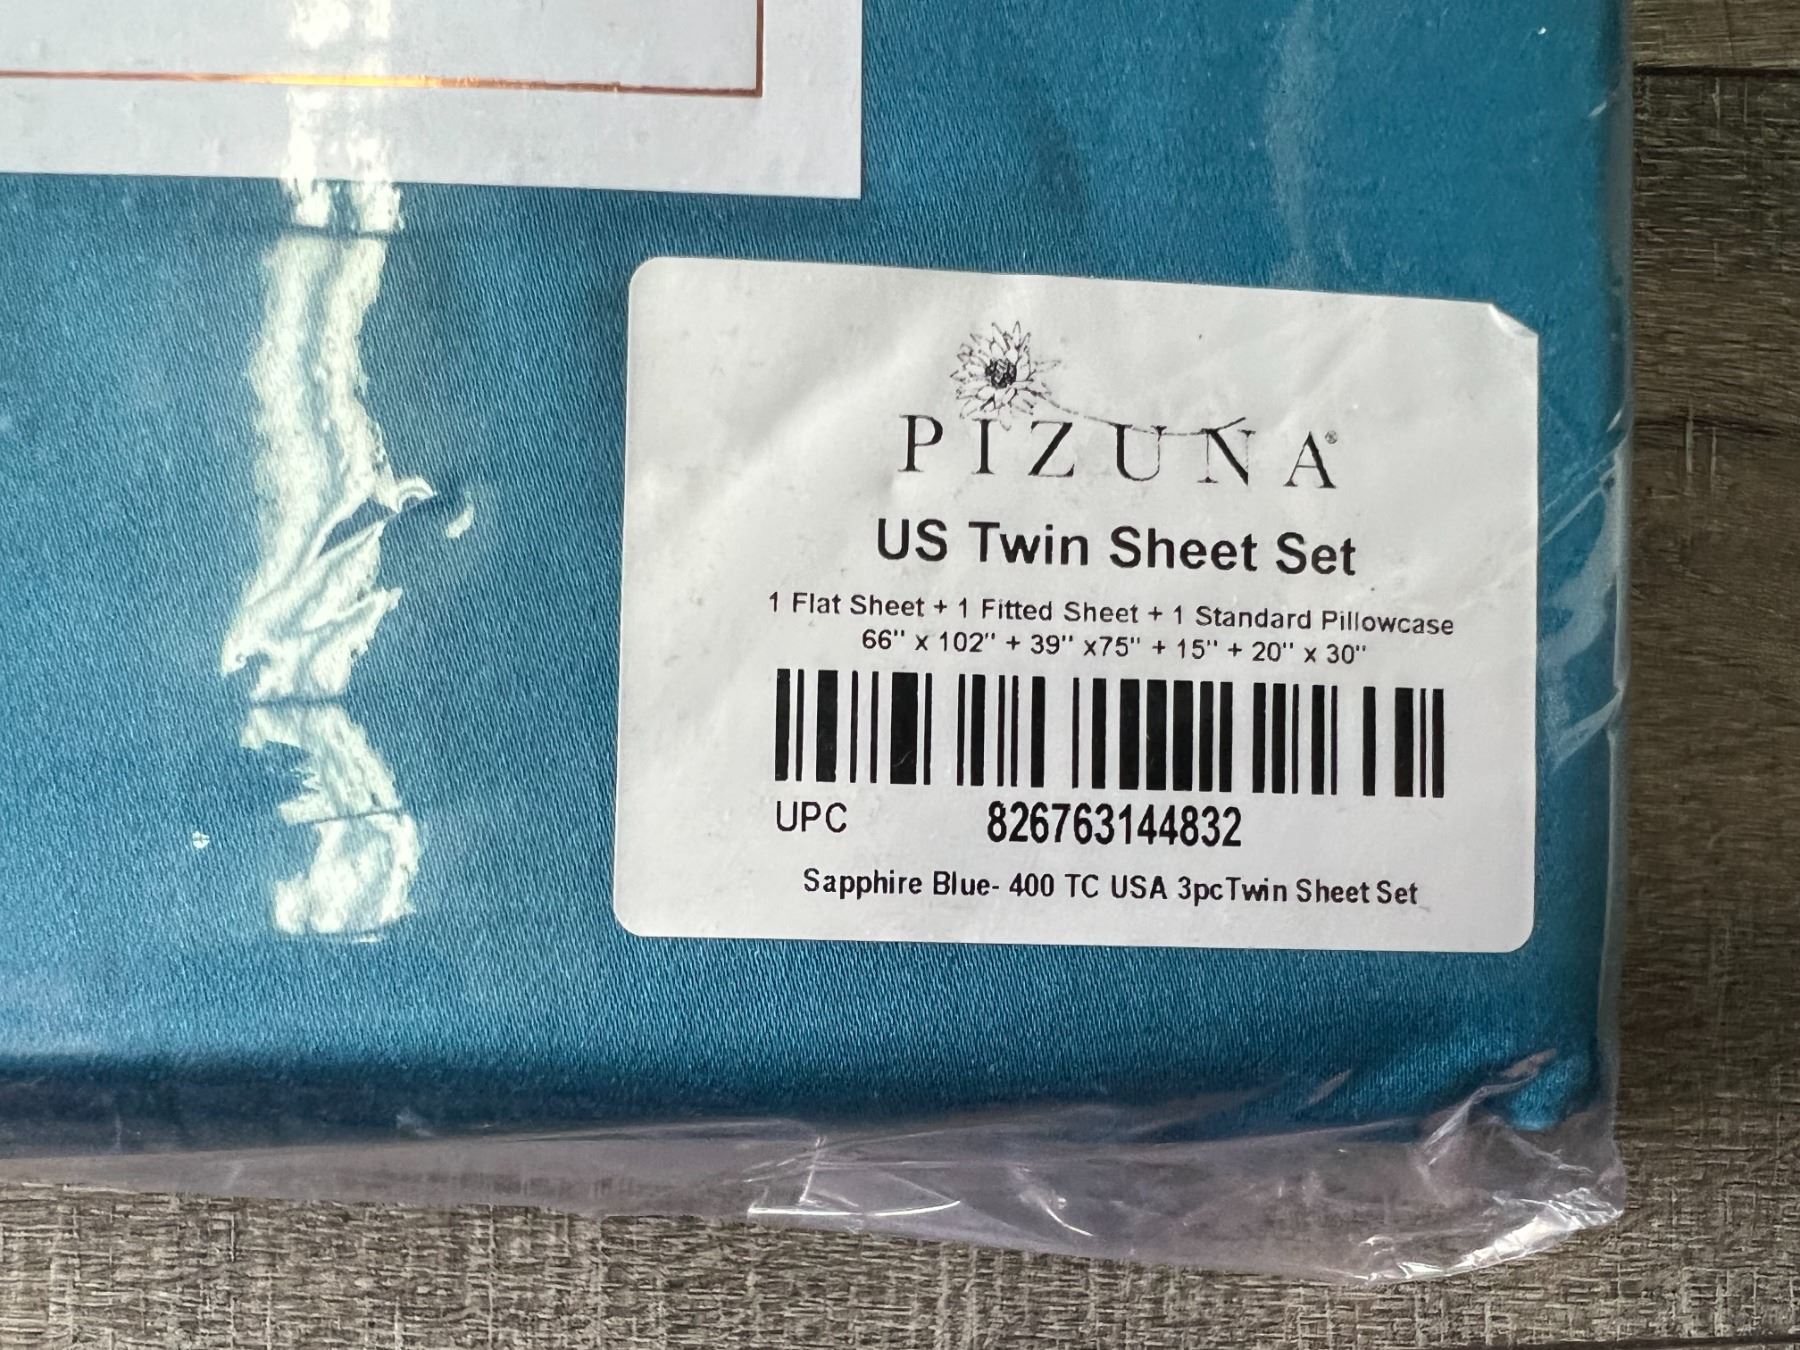 PIZUNA®
US Twin Sheet Set
1 Flat Sheet + 1 Fitted Sheet + 1 Standard Pillowcase
66" x 102" + 39" x75" + 15" + 20" x 30"
UPC 826763144832
Sapphire Blue- 400 TC USA 3pcTwin Sheet Set